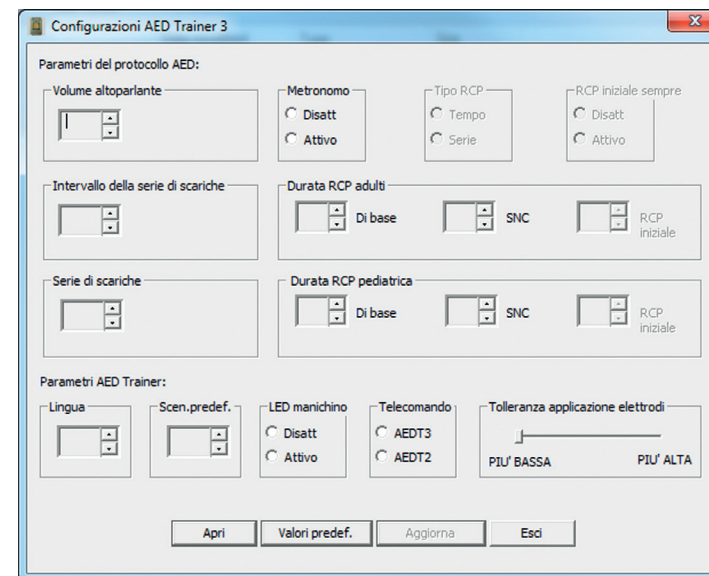 Configurazioni AED Trainer 3
Parametri del protocollo AED:
Volume altoparlante
Metronomo
Disatt
Attivo
Tipo RCP
Tempo
Serie
RCP iniziale sempre
Disatt
Attivo
Intervallo della serie di scariche
Durata RCP adulti
Di base
SNC
RCP
iniziale
Serie di scariche
Durata RCP pediatrica
Di base
SNC
RCP
iniziale
Parametri AED Trainer:
Lingua
Scen.predef.
LED manichino
Disatt
Attivo
Telecomando
AEDT3
AEDT2
Tolleranza applicazione elettrodi
PIU' BASSA
PIU' ALTA
Apri
Valori predef.
Aggiorna
Esci